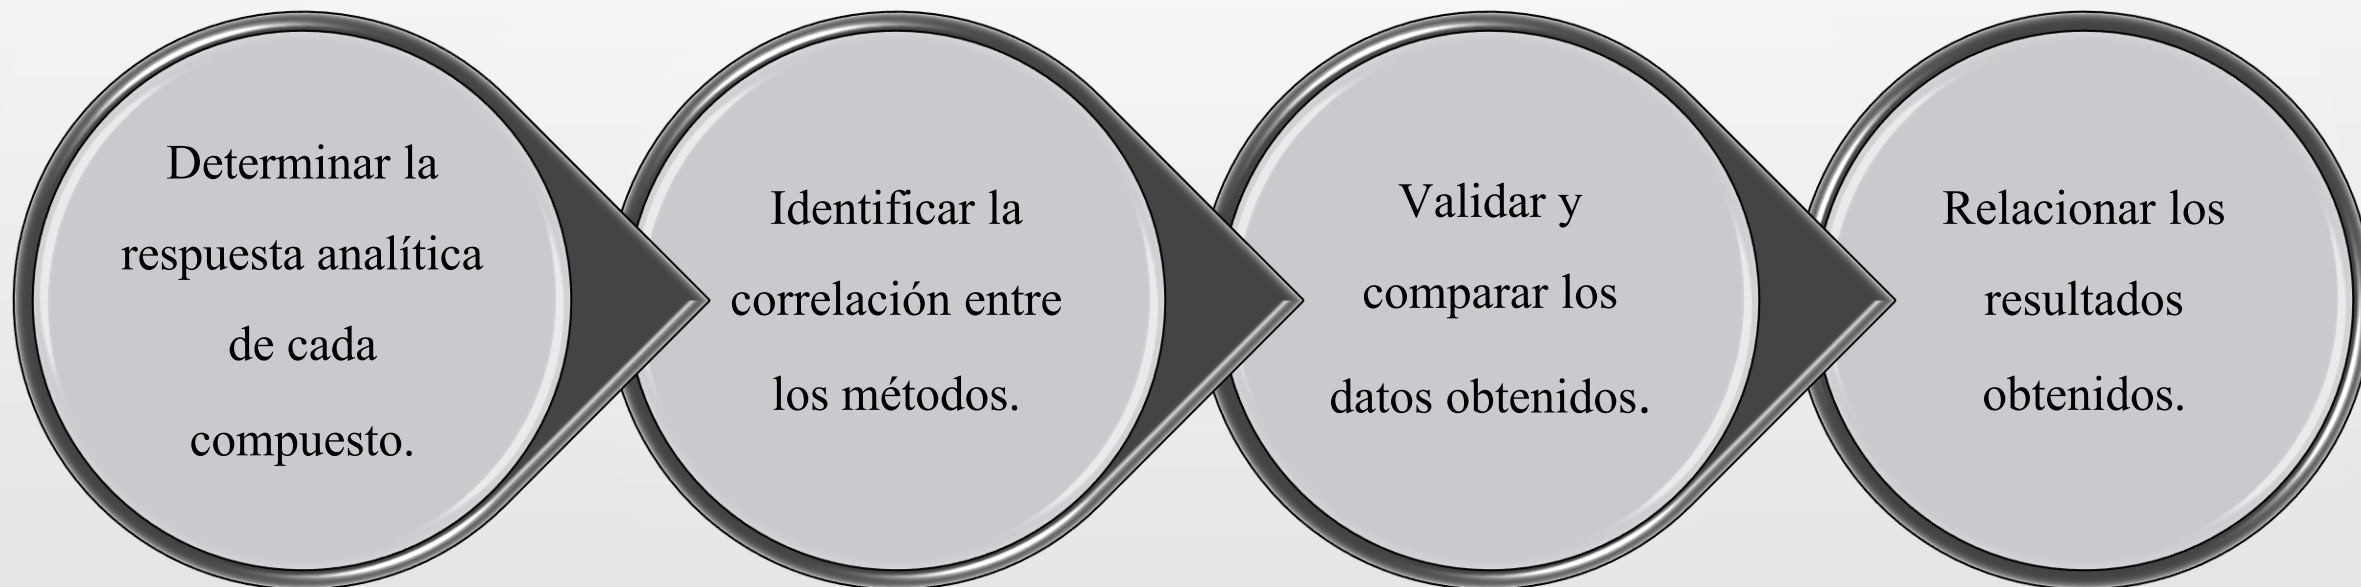 Determinar la
respuesta analítica
de cada
compuesto.
Identificar la
correlación entre
los métodos.
Validar y
comparar los
datos obtenidos.
Relacionar los
resultados
obtenidos.